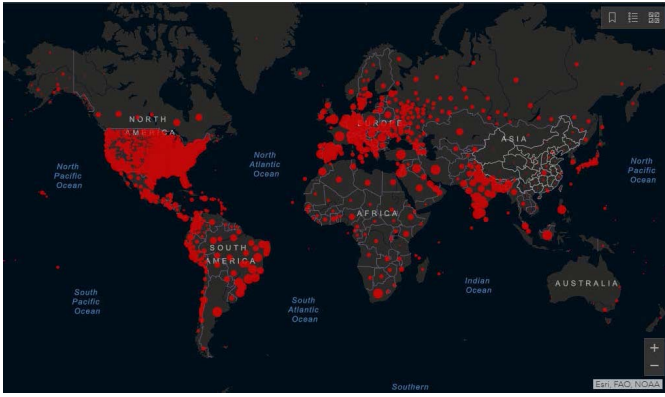 NORTH
AMERICA
EUROPE
ASIA
North
Pacific
Ocean
North
Atlantic
Ocean
North
Pacific
Ocean
AFRICA
SOUTH
AMERICA
Indian
Ocean
AUSTRALIA
South
Pacific
Ocean
South
Atlantic
Ocean
+
−
Southern
Esri, FAO, NOAA